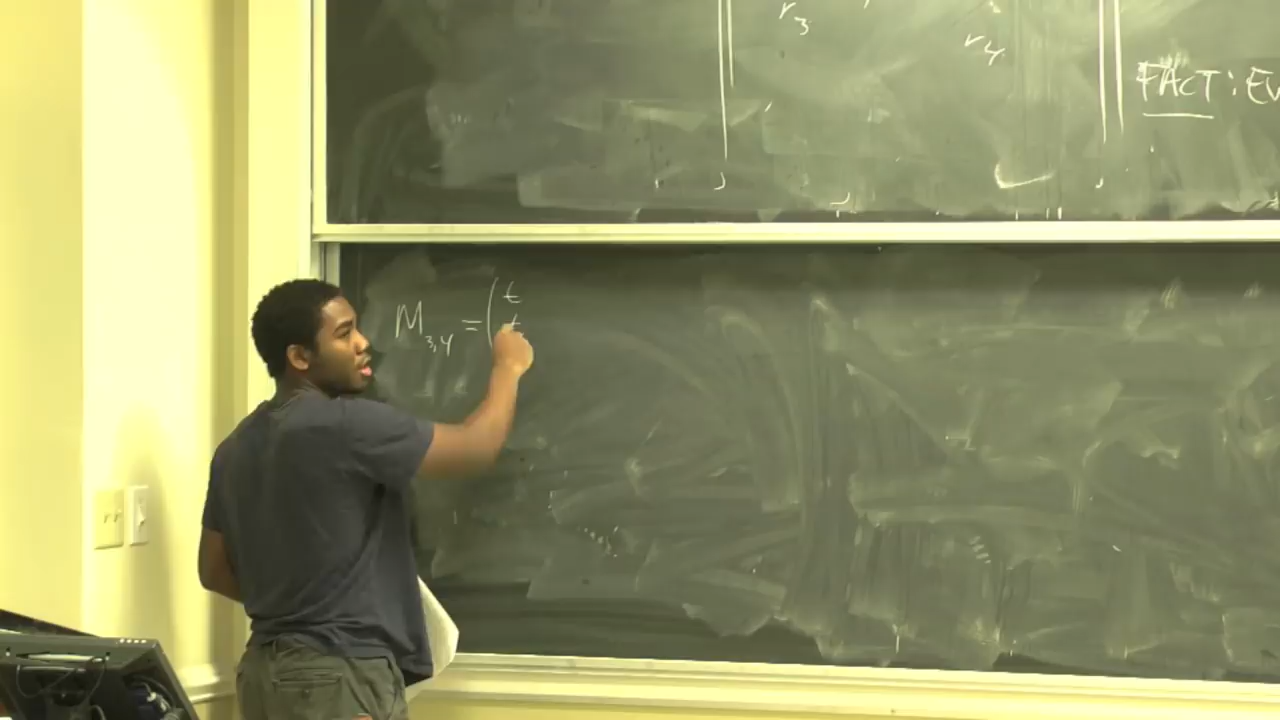 r₃
r₄
FACT: EV
M₃,₄ = ( t
t